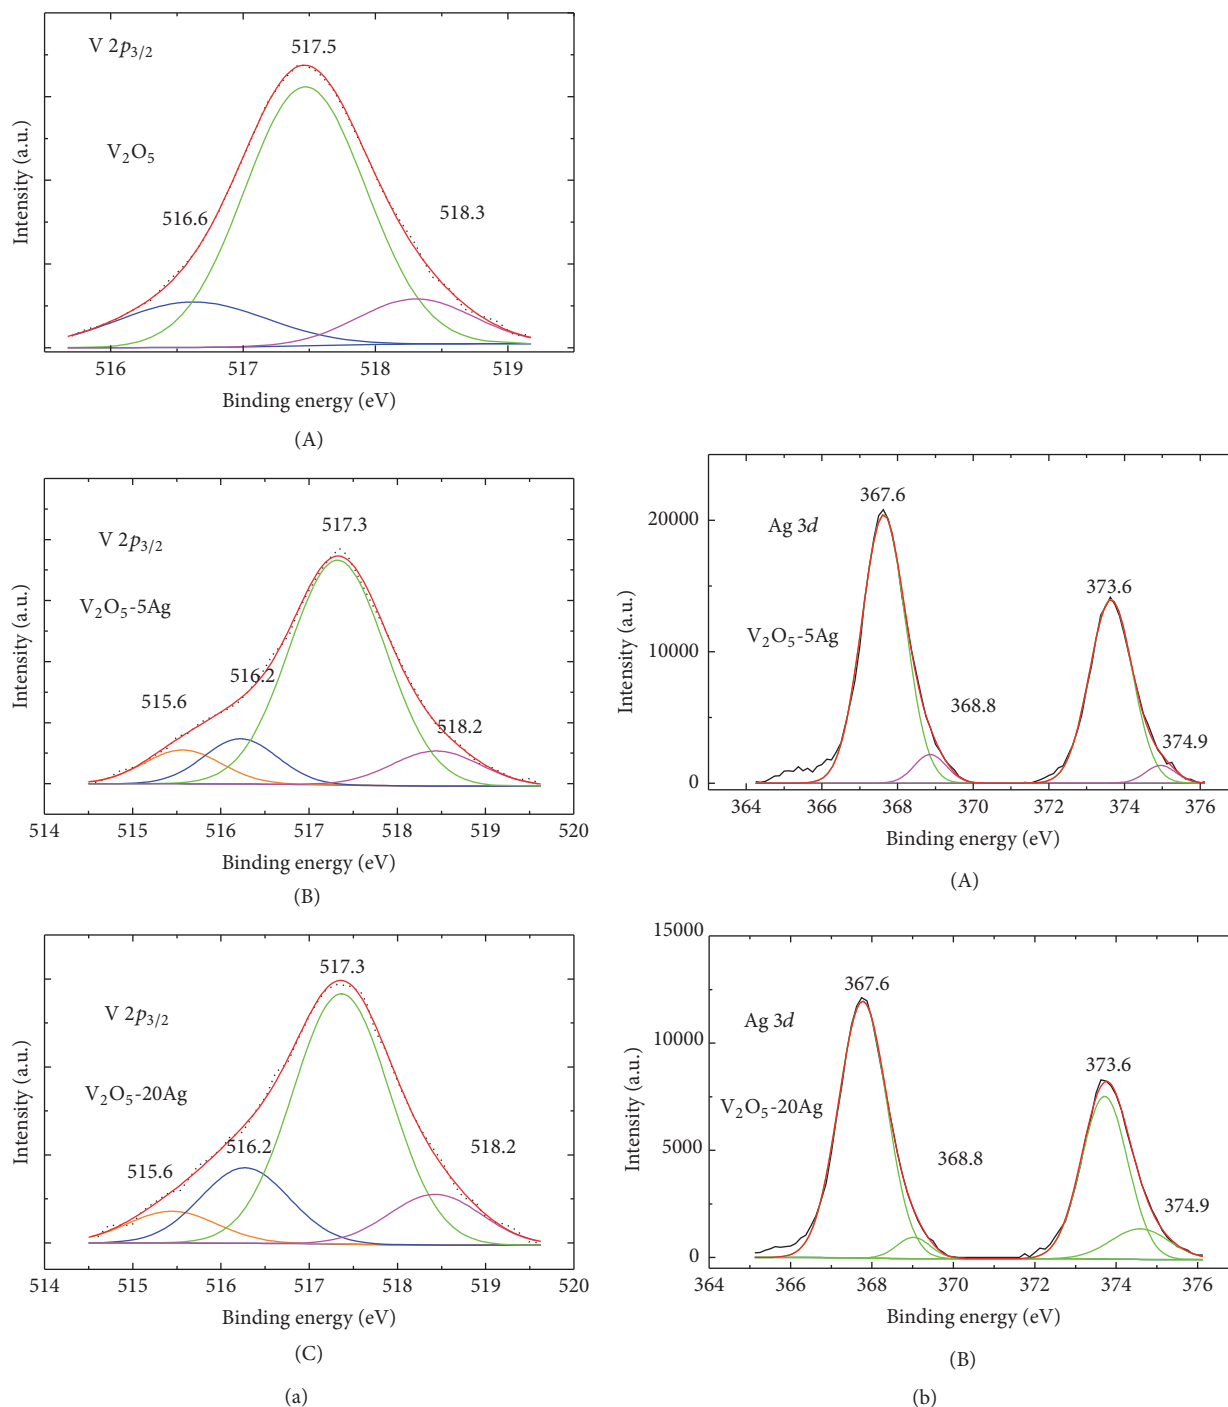 V 2p3/2
517.5
V2O5
516.6
518.3
Intensity (a.u.)
516 517 518 519
Binding energy (eV)
(A)
V 2p3/2
517.3
V2O5-5Ag
516.2
515.6
518.2
Intensity (a.u.)
514 515 516 517 518 519 520
Binding energy (eV)
(B)
V 2p3/2
517.3
V2O5-20Ag
516.2
515.6
518.2
Intensity (a.u.)
514 515 516 517 518 519 520
Binding energy (eV)
(C)
(a)
367.6
Ag 3d
373.6
V2O5-5Ag
368.8
374.9
Intensity (a.u.)
20000
10000
0
364 366 368 370 372 374 376
Binding energy (eV)
(A)
15000
367.6
Ag 3d
10000
373.6
V2O5-20Ag
368.8
374.9
Intensity (a.u.)
5000
0
364 366 368 370 372 374 376
Binding energy (eV)
(B)
(b)